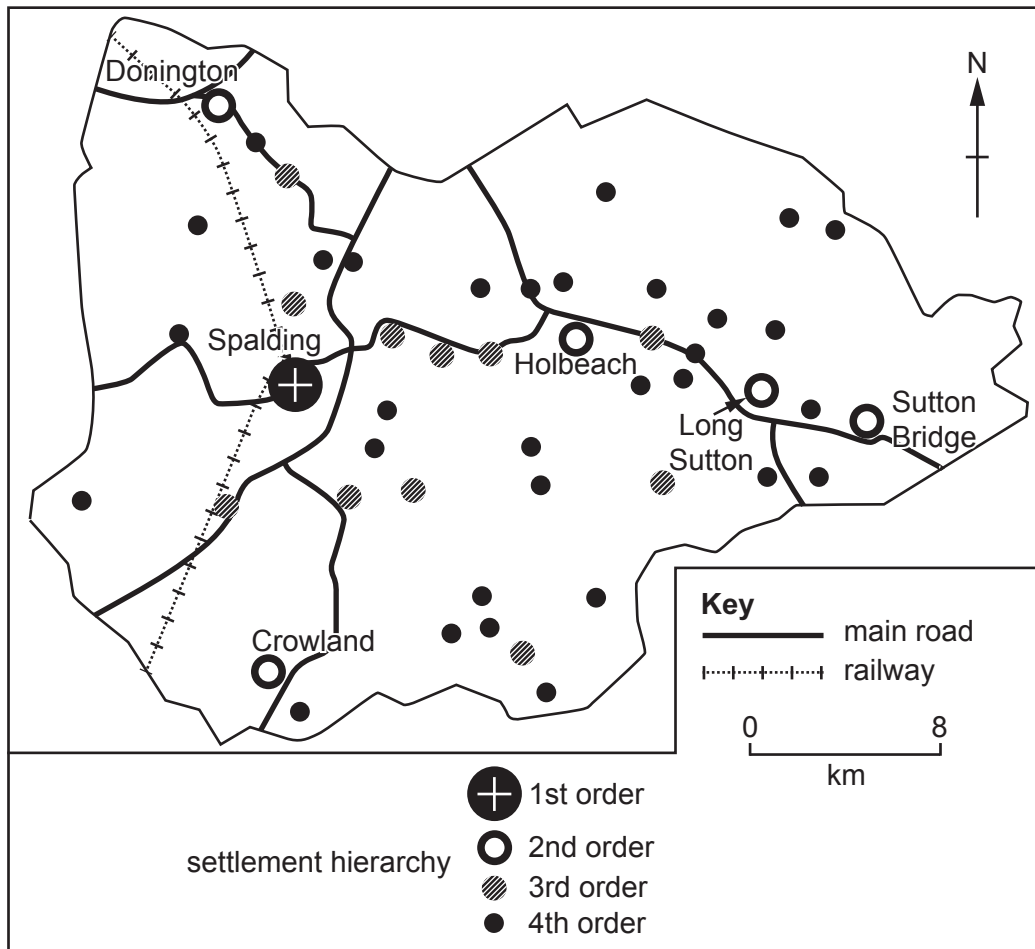 Donington
N
Spalding
Holbeach
Long
Sutton
Sutton
Bridge
Crowland
Key
main road
railway
0 8
km
settlement hierarchy
1st order
2nd order
3rd order
4th order